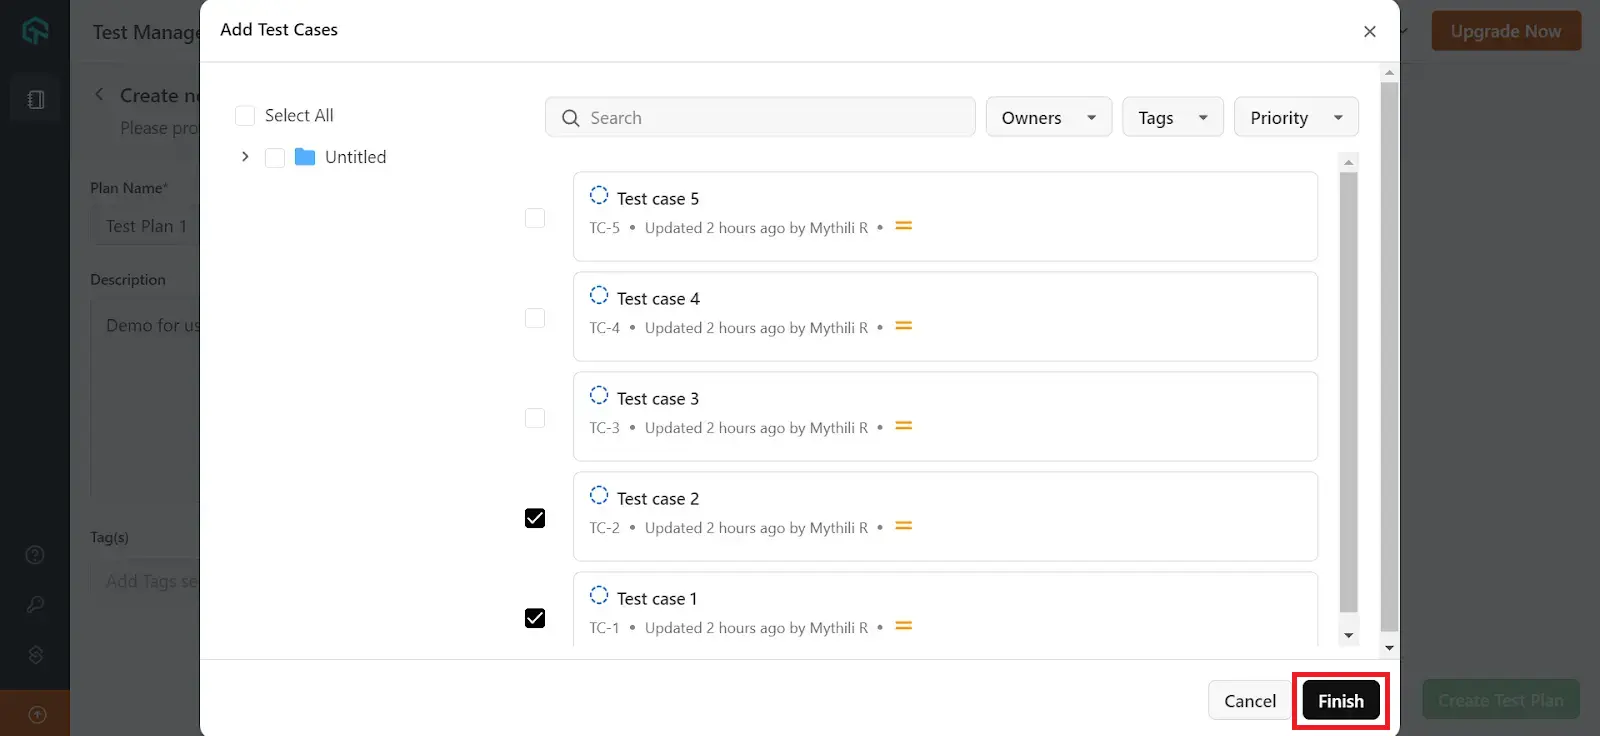 Test Manage
Upgrade Now
Create ne
Please pro
Plan Name*
Test Plan 1
Description
Demo for us
Tag(s)
Add Tags se
Create Test Plan
Add Test Cases
Select All
Untitled
Search
Owners
Tags
Priority
Test case 5
TC-5 • Updated 2 hours ago by Mythili R •
Test case 4
TC-4 • Updated 2 hours ago by Mythili R •
Test case 3
TC-3 • Updated 2 hours ago by Mythili R •
Test case 2
TC-2 • Updated 2 hours ago by Mythili R •
Test case 1
TC-1 • Updated 2 hours ago by Mythili R •
Cancel
Finish